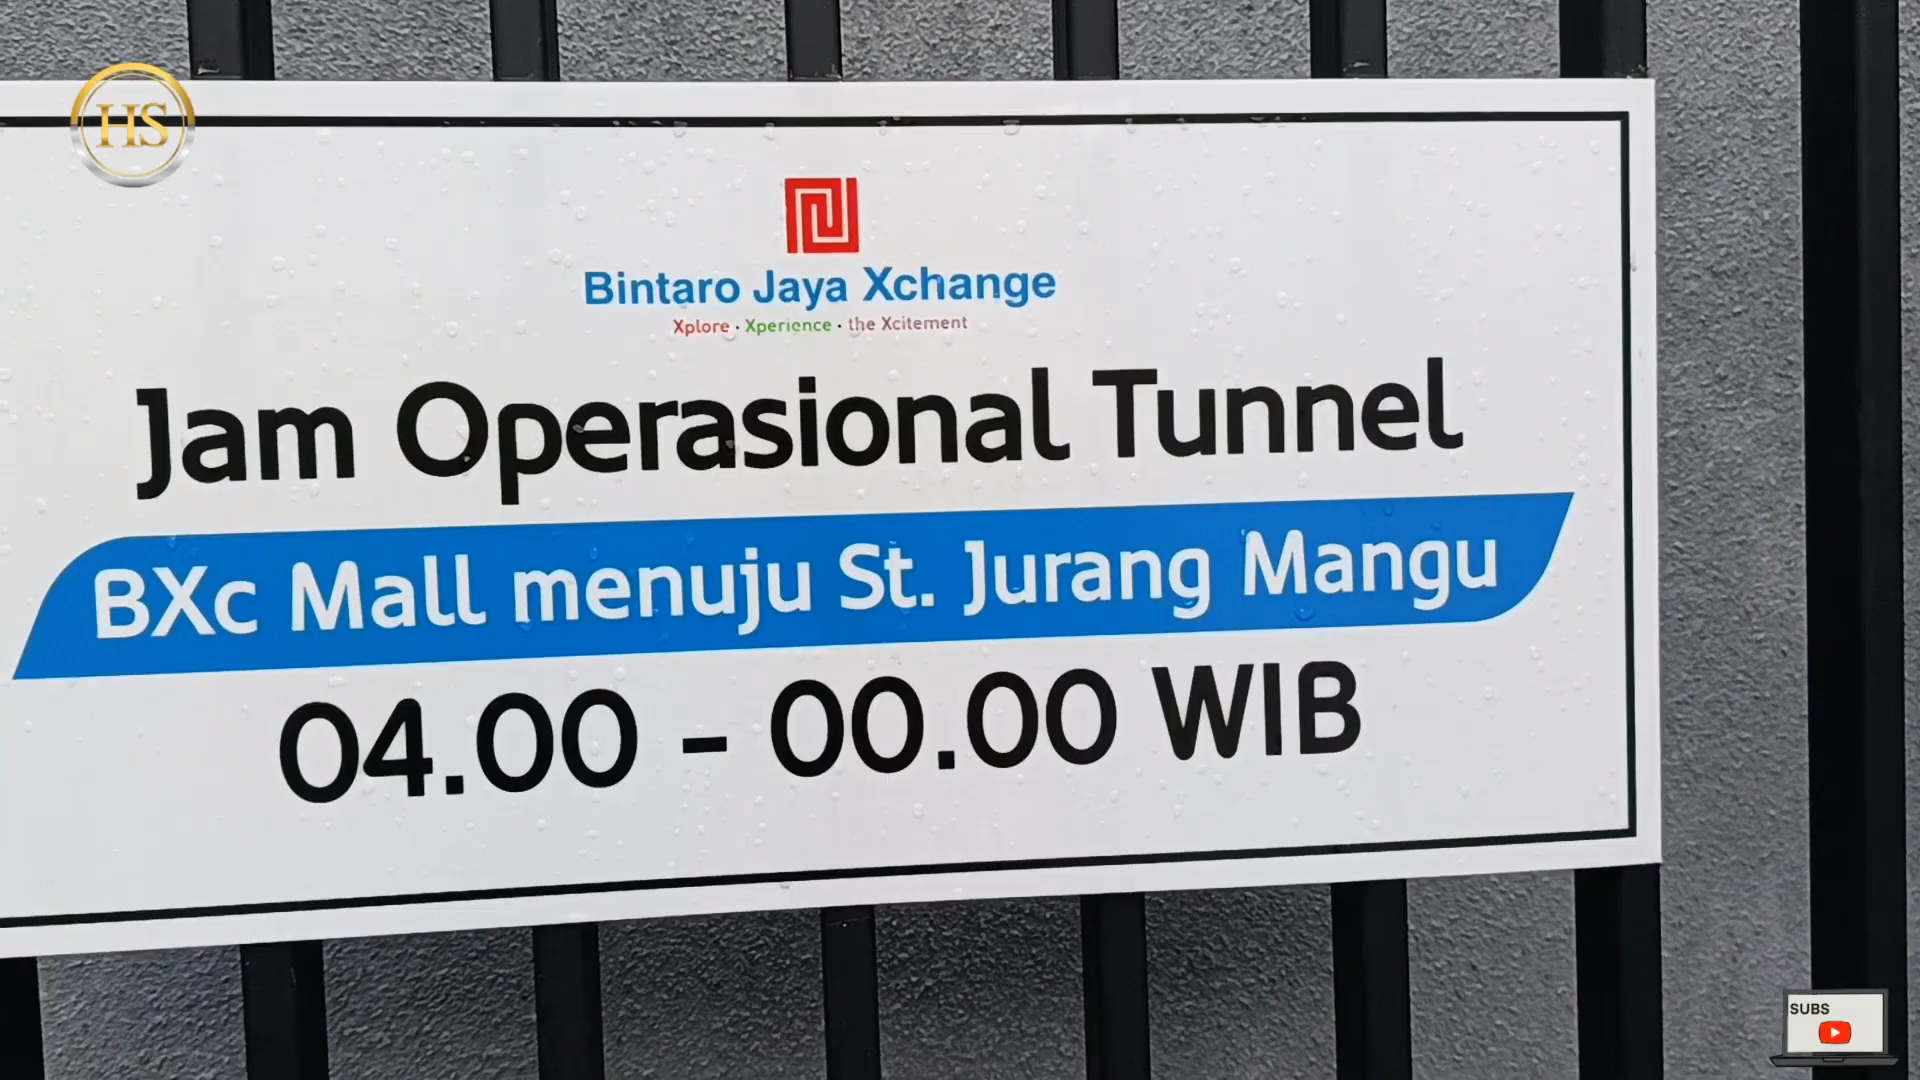 HS
Bintaro Jaya Xchange
Xplore · Xperience · the Xcitement
Jam Operasional Tunnel
BXc Mall menuju St. Jurang Mangu
04.00 - 00.00 WIB
SUBS